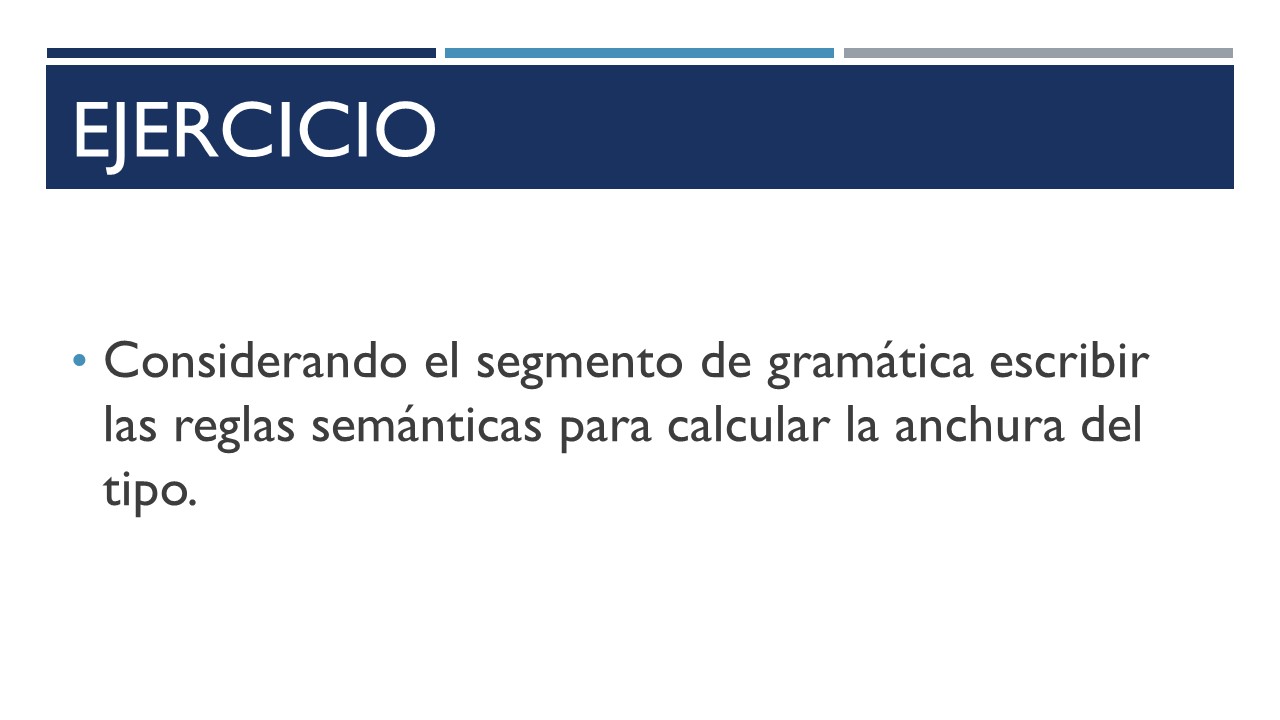 EJERCICIO
• Considerando el segmento de gramática escribir
las reglas semánticas para calcular la anchura del
tipo.